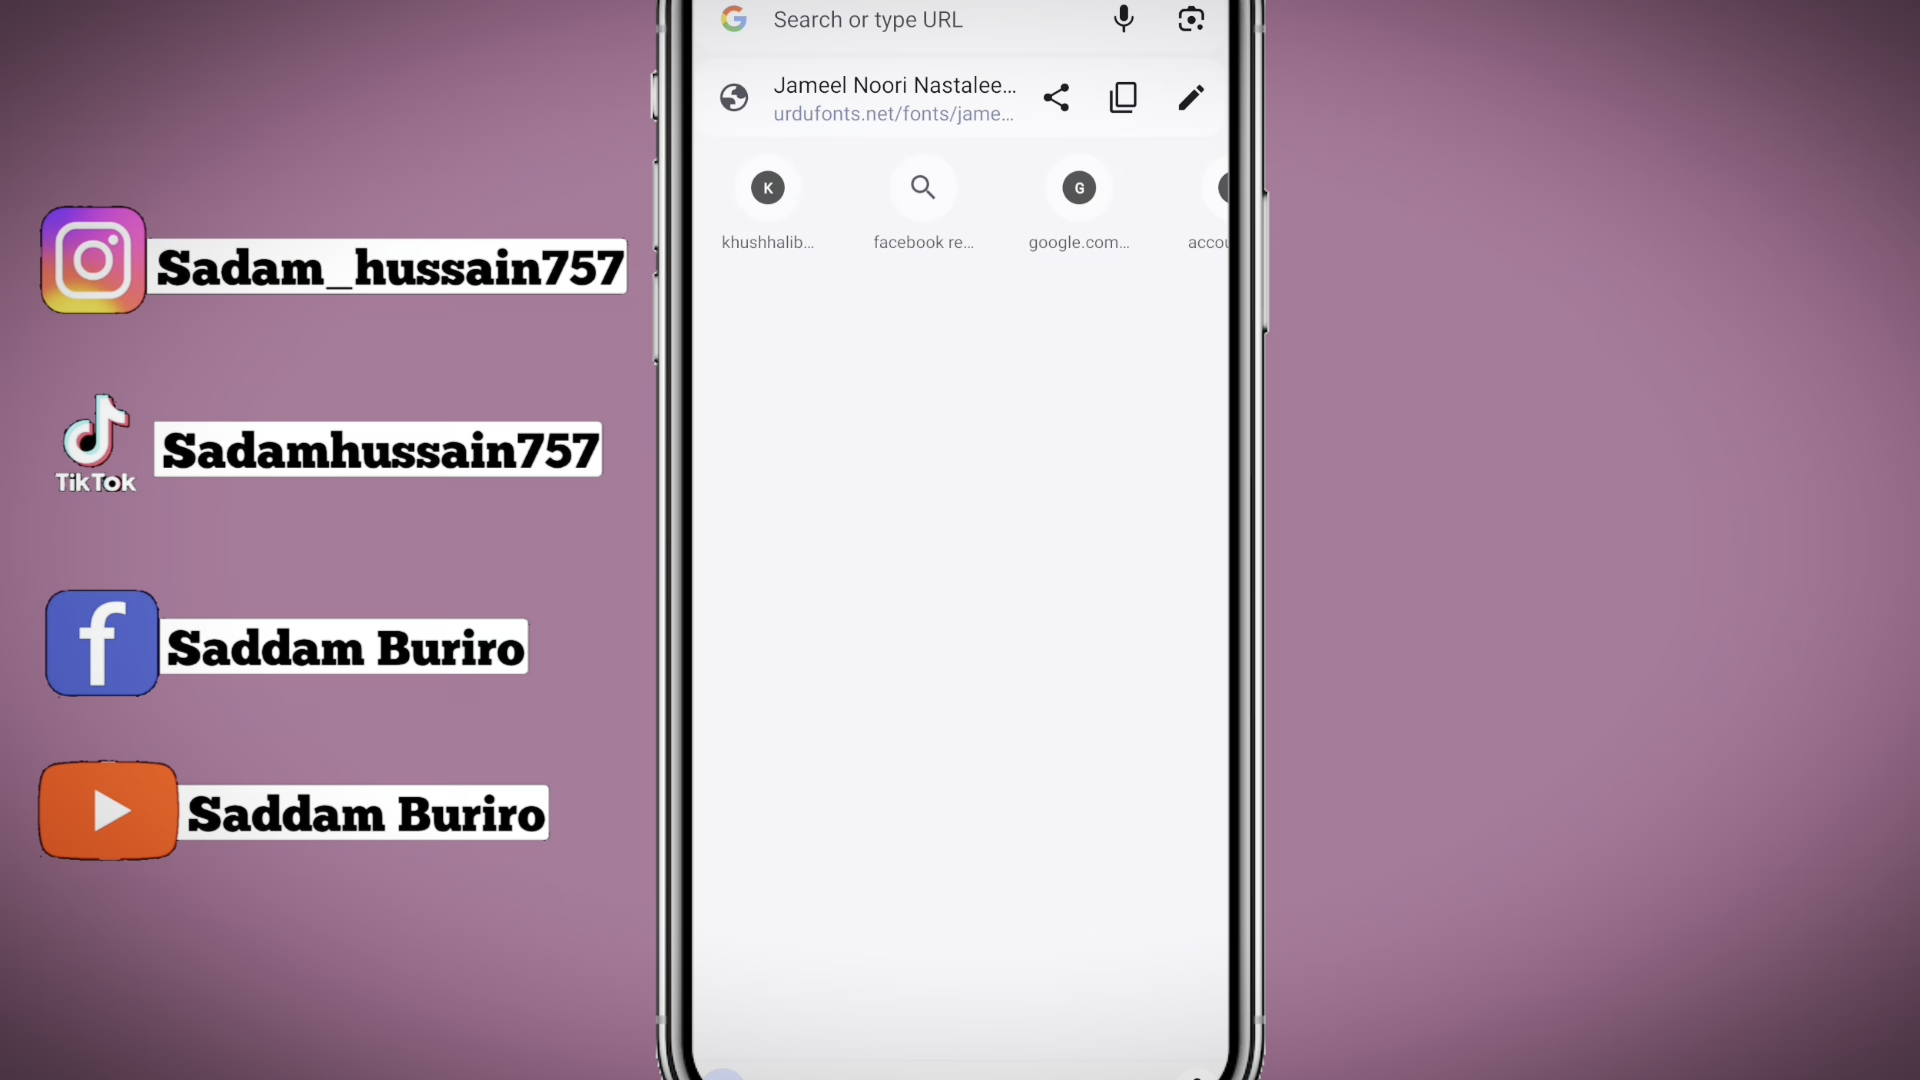 Search or type URL
Jameel Noori Nastalee...
urdufonts.net/fonts/jame...
K
G
khushhalib...
facebook re...
google.com...
accou
Sadam_hussain757
TikTok
Sadamhussain757
Saddam Buriro
Saddam Buriro